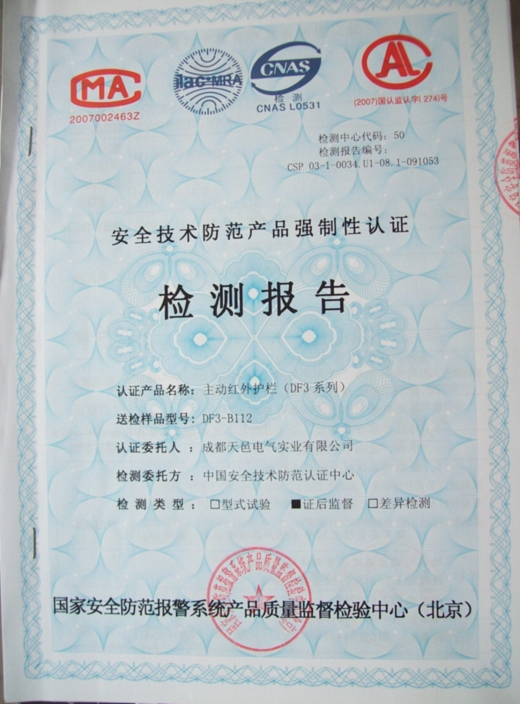 CMA
ilac-MRA
CNAS
CAL
2007002463Z
检测
CNAS L0531
(2007)国认监认字(274)号
检测中心代码：50
检测报告编号：
CSP 03-1-0034.U1-08.1-091053
安全技术防范产品强制性认证
检测报告
认证产品名称：主动红外护栏（DF3 系列）
送检样品型号：DF3-B112
认证委托人：成都天邑电气实业有限公司
检测委托方：中国安全技术防范认证中心
检测类型：□型式试验 ■证后监督 □差异检测
国家安全防范报警系统产品质量监督检验中心（北京）